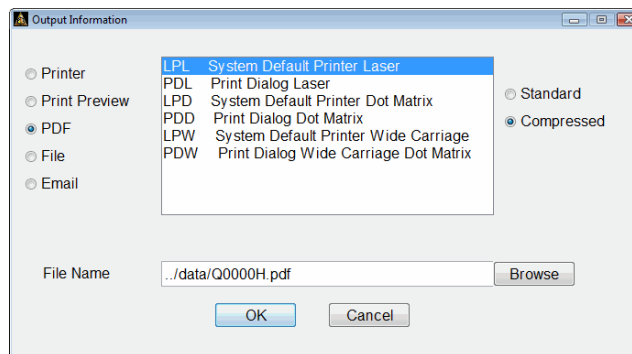 Output Information
Printer
Print Preview
PDF
File
Email
LPL System Default Printer Laser
PDL Print Dialog Laser
LPD System Default Printer Dot Matrix
PDD Print Dialog Dot Matrix
LPW System Default Printer Wide Carriage
PDW Print Dialog Wide Carriage Dot Matrix
Standard
Compressed
File Name ../data/Q0000H.pdf Browse
OK Cancel